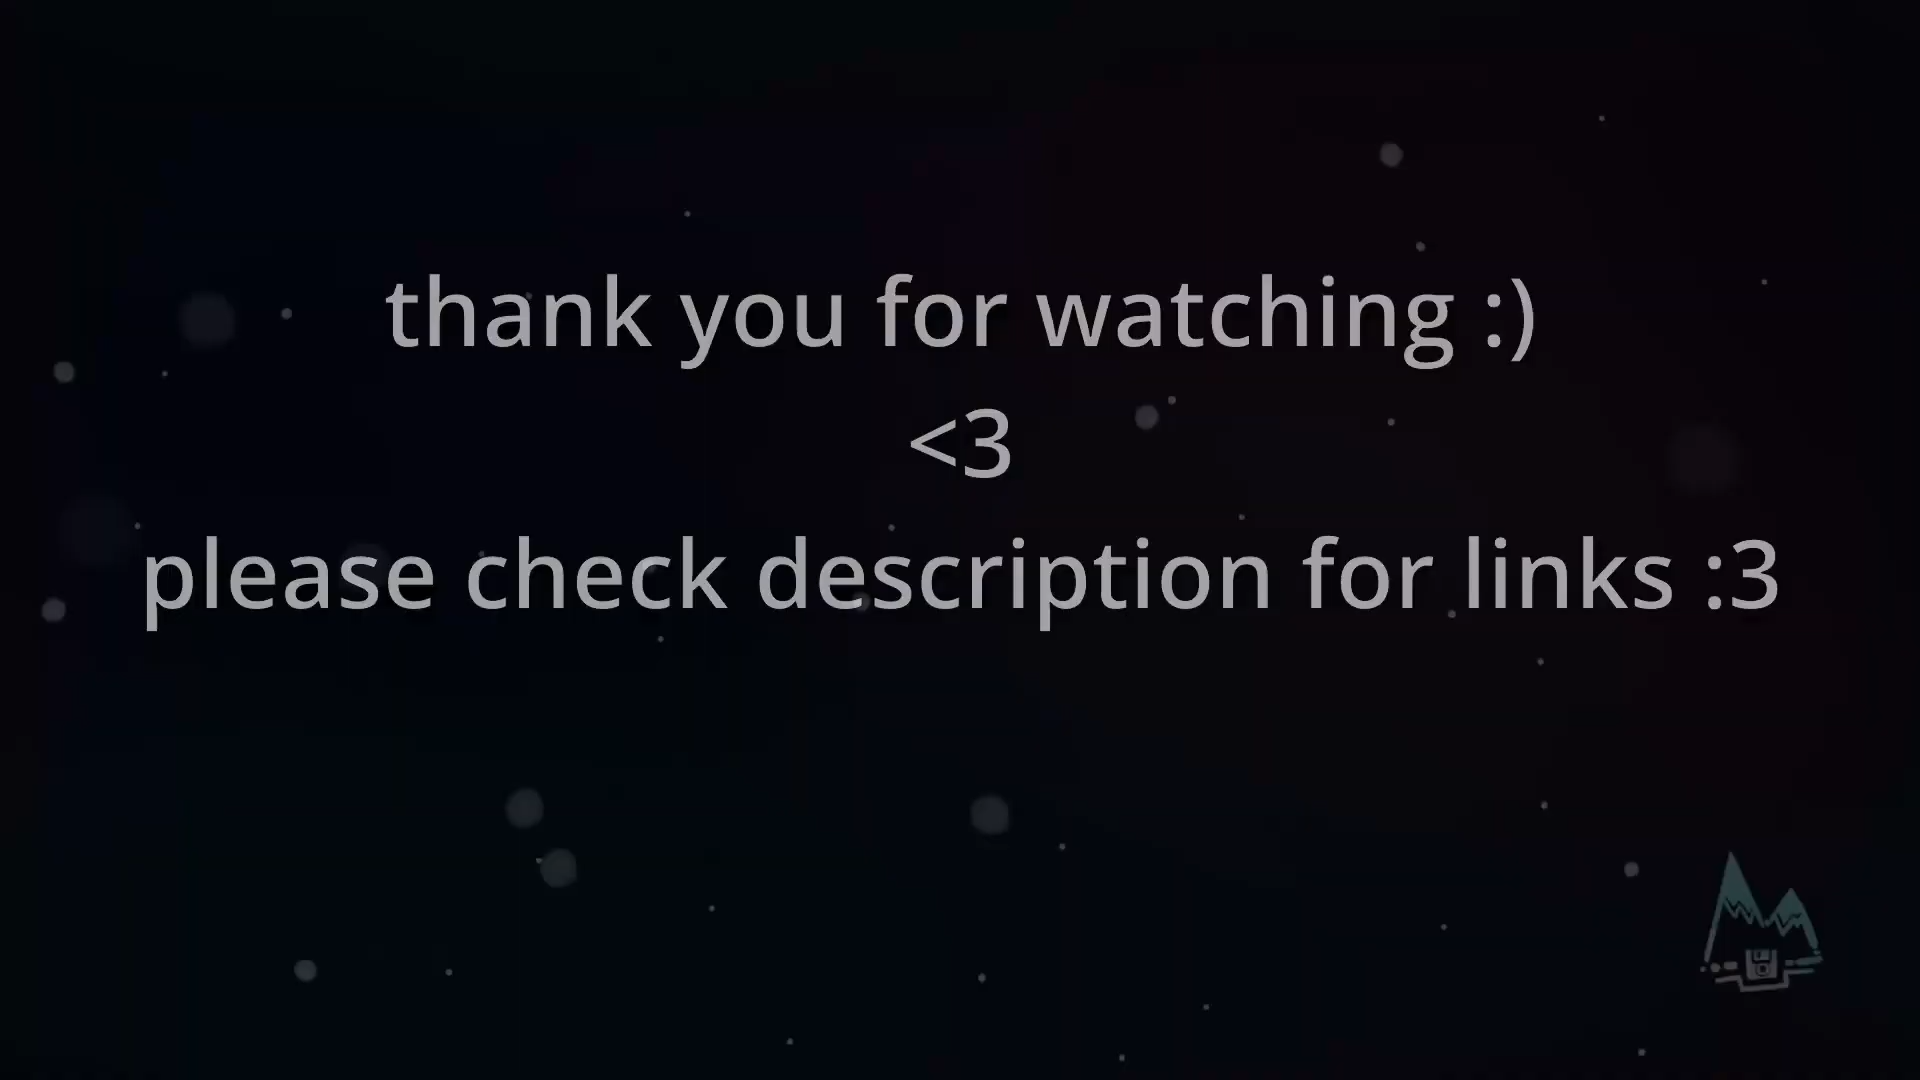 thank you for watching :)
<3
please check description for links :3